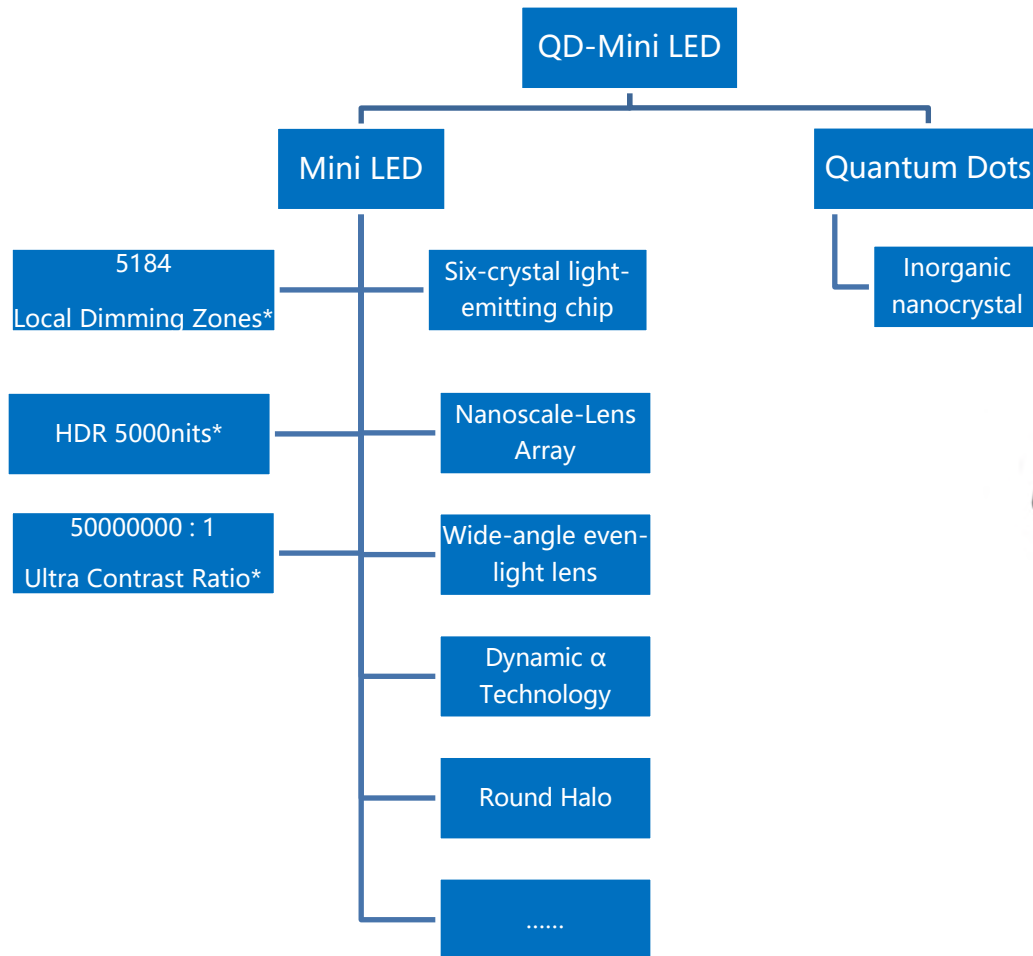 QD-Mini LED
Mini LED
Quantum Dots
5184
Local Dimming Zones*
Six-crystal light-
emitting chip
Inorganic
nanocrystal
HDR 5000nits*
Nanoscale-Lens
Array
50000000 : 1
Ultra Contrast Ratio*
Wide-angle even-
light lens
Dynamic α
Technology
Round Halo
......